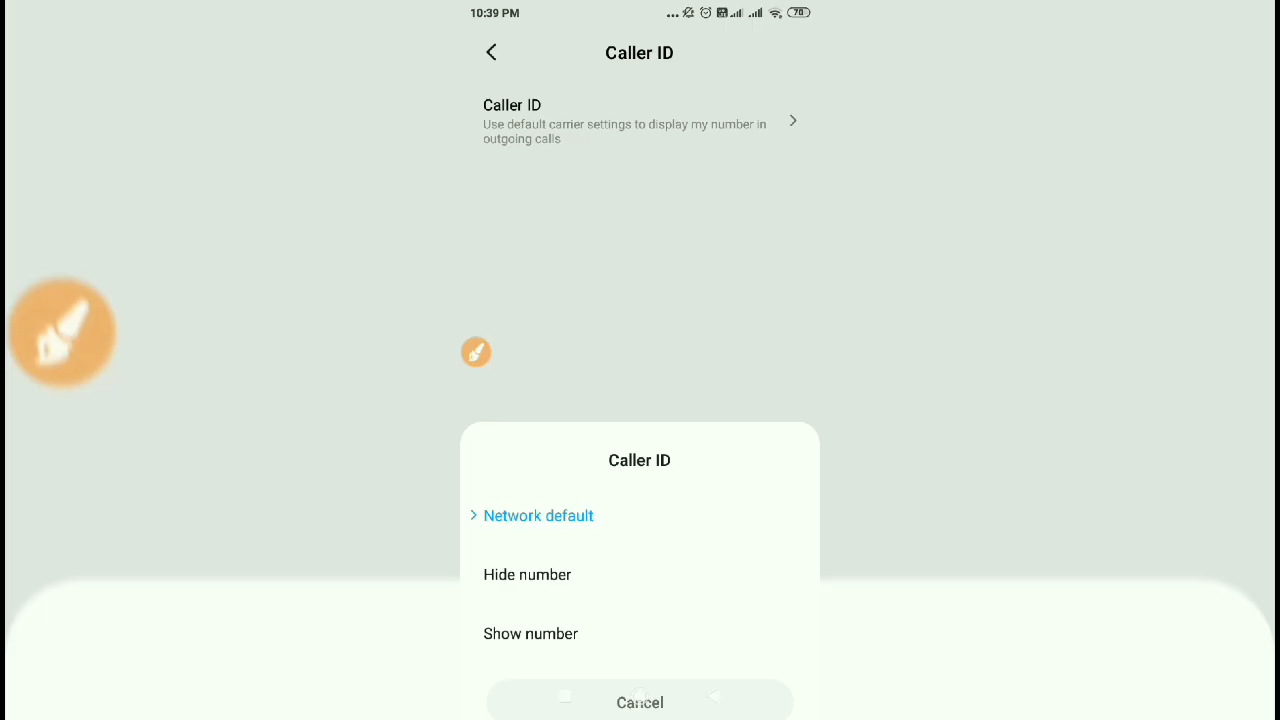 10:39 PM
70
Caller ID
Caller ID
Use default carrier settings to display my number in
outgoing calls
Caller ID
Network default
Hide number
Show number
Cancel